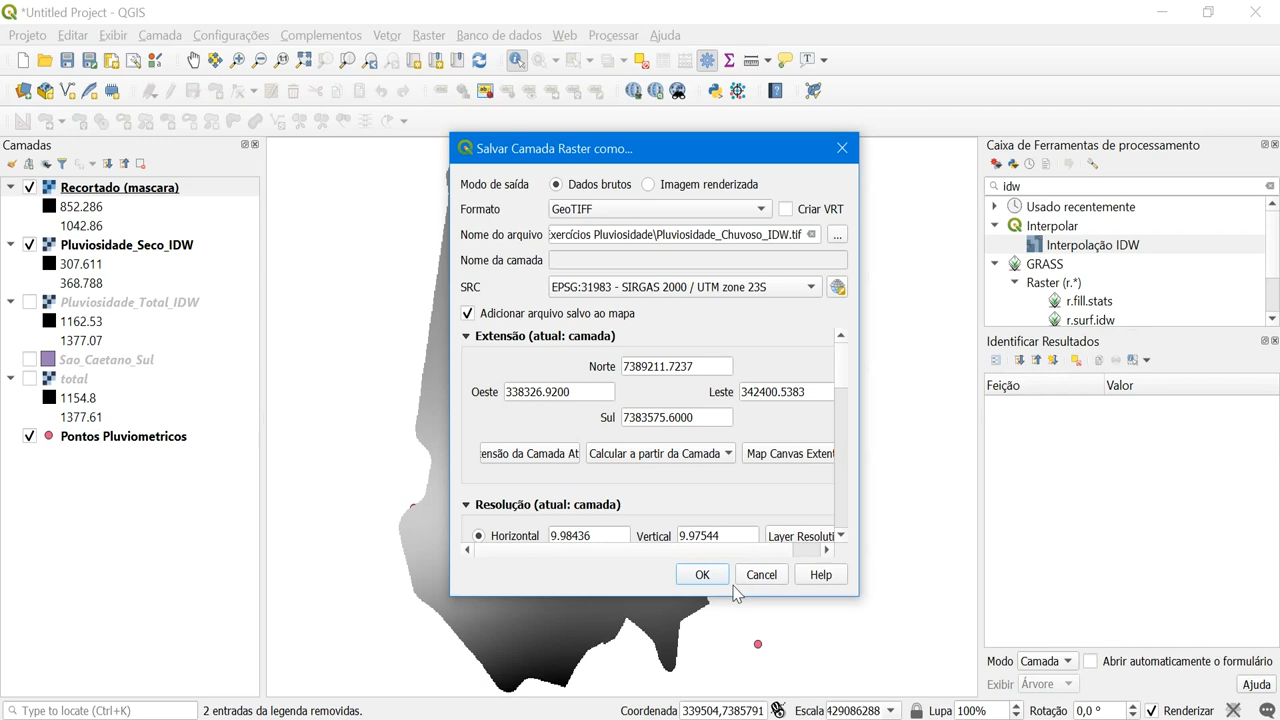 *Untitled Project - QGIS
Projeto Editar Exibir Camada Configurações Complementos Vetor Raster Banco de dados Web Processar Ajuda
Camadas
Recortado (mascara)
852.286
1042.86
Pluviosidade_Seco_IDW
307.611
368.788
Pluviosidade_Total_IDW
1162.53
1377.07
Sao_Caetano_Sul
total
1154.8
1377.61
Pontos Pluviometricos
Salvar Camada Raster como...
Modo de saída Dados brutos Imagem renderizada
Formato GeoTIFF Criar VRT
Nome do arquivo xercícios Pluviosidade\Pluviosidade_Chuvoso_IDW.tif ...
Nome da camada
SRC EPSG:31983 - SIRGAS 2000 / UTM zone 23S
Adicionar arquivo salvo ao mapa
Extensão (atual: camada)
Norte 7389211.7237
Oeste 338326.9200 Leste 342400.5383
Sul 7383575.6000
ensão da Camada At Calcular a partir da Camada Map Canvas Exten
Resolução (atual: camada)
Horizontal 9.98436 Vertical 9.97544 Layer Resoluti
OK Cancel Help
Caixa de Ferramentas de processamento
idw
Usado recentemente
Interpolar
Interpolação IDW
GRASS
Raster (r.*)
r.fill.stats
r.surf.idw
Identificar Resultados
Feição Valor
Modo Camada Abrir automaticamente o formulário
Exibir Árvore Ajuda
Type to locate (Ctrl+K) 2 entradas da legenda removidas. Coordenada 339504,7385791 Escala 429086288 Lupa 100% Rotação 0,0 ° Renderizar